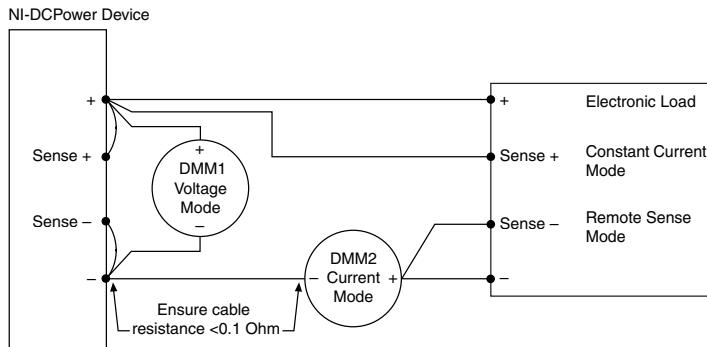 NI-DCPower Device
+
+
Electronic Load
Sense +
+
DMM1
Voltage
Mode
–
Sense +
Constant Current
Mode
Sense –
Sense –
Remote Sense
Mode
–
DMM2
– Current +
Mode
–
Ensure cable
resistance <0.1 Ohm